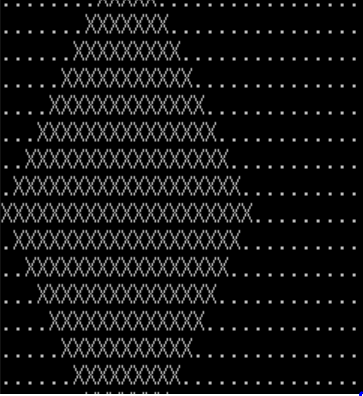 .......XXXXXXX................
......XXXXXXXXX...............
.....XXXXXXXXXXX..............
....XXXXXXXXXXXXX.............
...XXXXXXXXXXXXXXX............
..XXXXXXXXXXXXXXXXX...........
.XXXXXXXXXXXXXXXXXXX..........
XXXXXXXXXXXXXXXXXXXXX.........
.XXXXXXXXXXXXXXXXXXX..........
..XXXXXXXXXXXXXXXXX...........
...XXXXXXXXXXXXXXX............
....XXXXXXXXXXXXX.............
.....XXXXXXXXXXX..............
......XXXXXXXXX...............